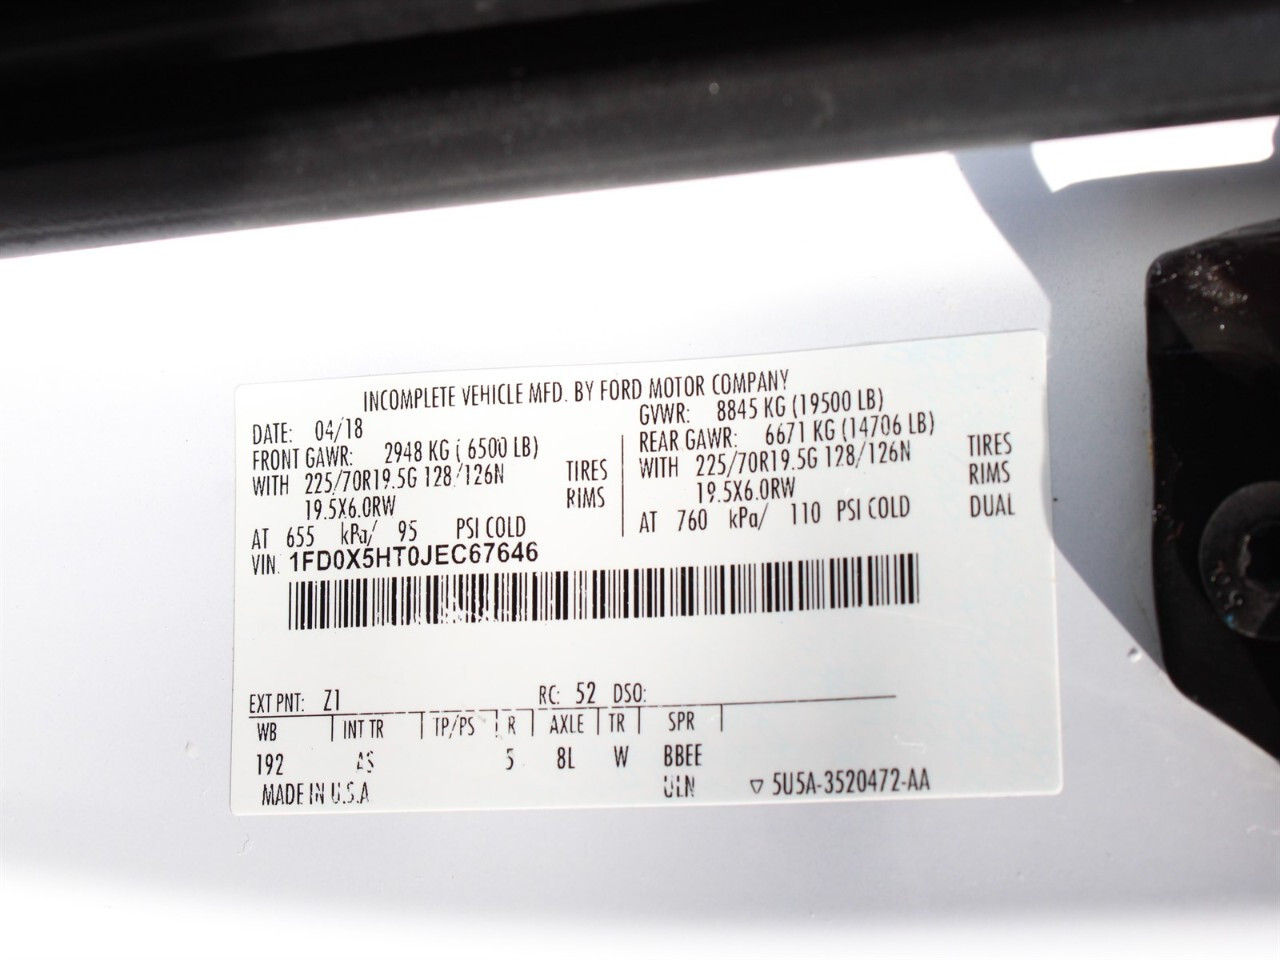 INCOMPLETE VEHICLE MFD. BY FORD MOTOR COMPANY
DATE: 04/18
FRONT GAWR: 2948 KG ( 6500 LB)
WITH 225/70R19.5G 128/126N TIRES
19.5X6.0RW RIMS
AT 655 kPa/ 95 PSI COLD
GVWR: 8845 KG (19500 LB)
REAR GAWR: 6671 KG (14706 LB)
WITH 225/70R19.5G 128/126N TIRES
19.5X6.0RW RIMS
AT 760 kPa/ 110 PSI COLD DUAL
VIN: 1FD0X5HT0JEC67646
EXT PNT: Z1 RC: 52 DSO:
WB INT TR TP/PS R AXLE TR SPR
192 AS 5 8L W BBEE
MADE IN U.S.A ULN ▽ 5U5A-3520472-AA